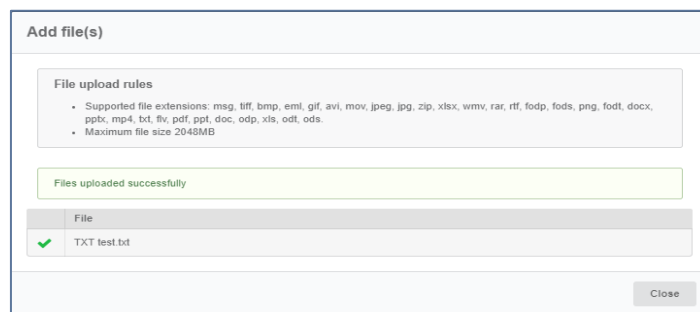 Add file(s)
File upload rules
Supported file extensions: msg, tiff, bmp, eml, gif, avi, mov, jpeg, jpg, zip, xlsx, wmv, rar, rtf, fodp, fods, png, fodt, docx,
pptx, mp4, txt, flv, pdf, ppt, doc, odp, xls, odt, ods.
Maximum file size 2048MB
Files uploaded successfully
File
TXT test.txt
Close